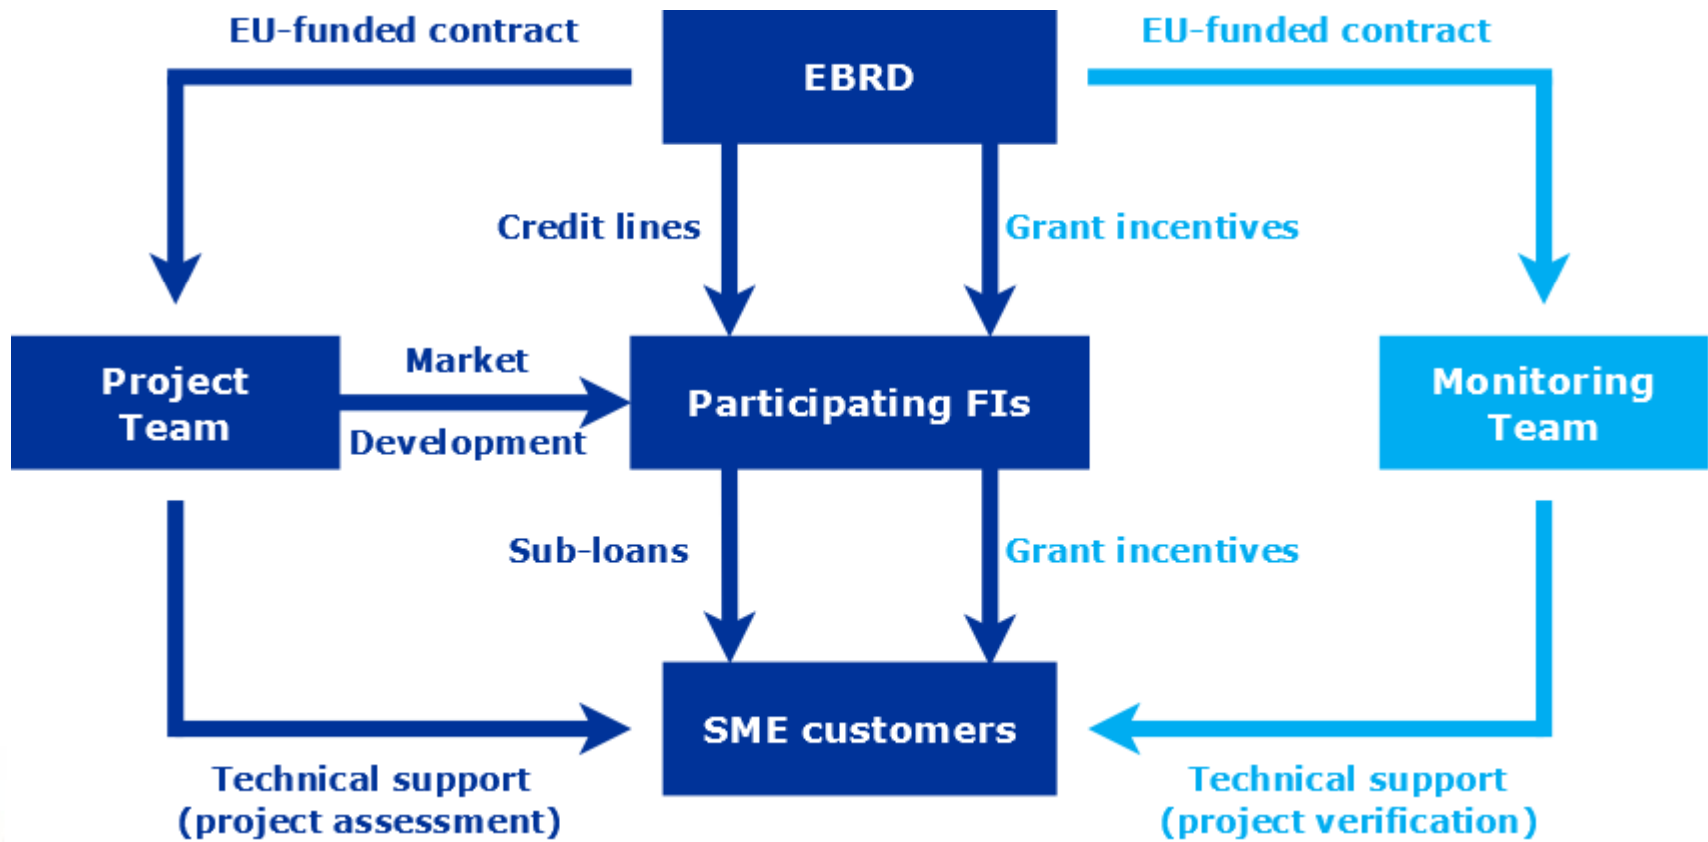 EU-funded contract
EBRD
EU-funded contract
Credit lines
Grant incentives
Project
Team
Market
Development
Participating FIs
Monitoring
Team
Sub-loans
Grant incentives
SME customers
Technical support
(project assessment)
Technical support
(project verification)